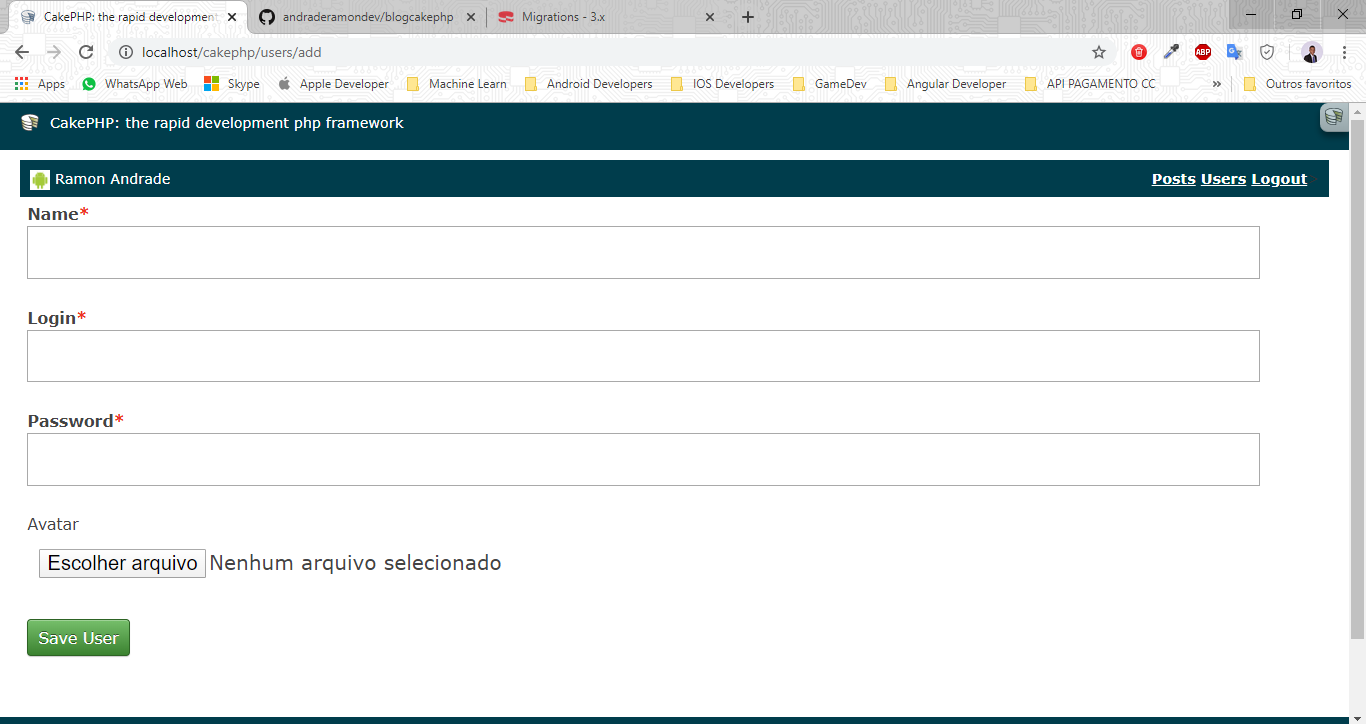 CakePHP: the rapid development
andraderamondev/blogcakephp
Migrations - 3.x
localhost/cakephp/users/add
ABP
Apps
WhatsApp Web
Skype
Apple Developer
Machine Learn
Android Developers
IOS Developers
GameDev
Angular Developer
API PAGAMENTO CC
»
Outros favoritos
CakePHP: the rapid development php framework
Ramon Andrade
Posts Users Logout
Name*
Login*
Password*
Avatar
Escolher arquivo Nenhum arquivo selecionado
Save User